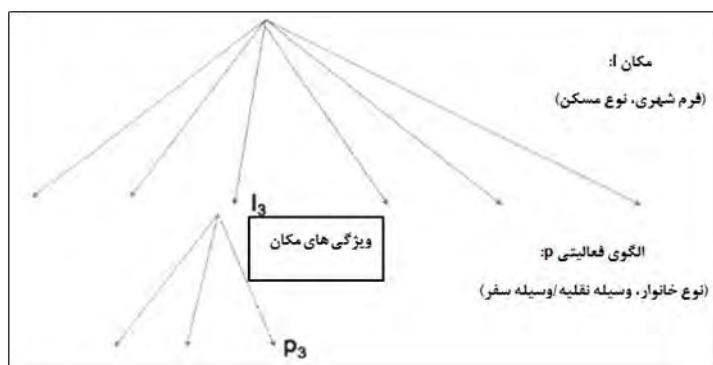 مکان l:
(فرم شهری، نوع مسکن)
l3
ویژگی های مکان
الگوی فعالیتی p:
(نوع خانوار، وسیله نقلیه/وسیله سفر)
p3